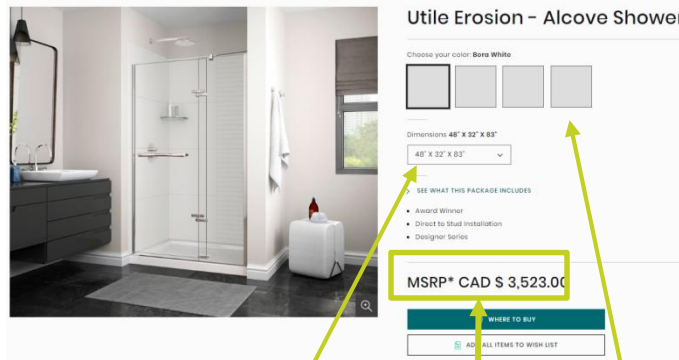 Utile Erosion - Alcove Shower
Choose your color: Bora White
Dimensions 48" X 32" X 83"
48" X 32" X 83"
SEE WHAT THIS PACKAGE INCLUDES
Award Winner
Direct to Stud Installation
Designer Series
MSRP* CAD $ 3,523.00
WHERE TO BUY
ALL ITEMS TO WISH LIST